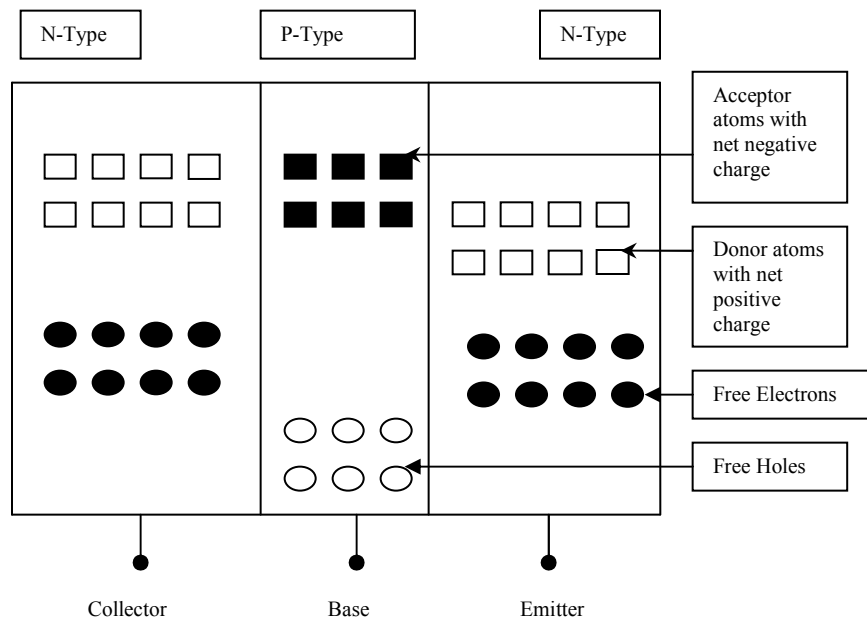 N-Type
P-Type
N-Type
Acceptor
atoms with
net negative
charge
Donor atoms
with net
positive
charge
Free Electrons
Free Holes
Collector
Base
Emitter